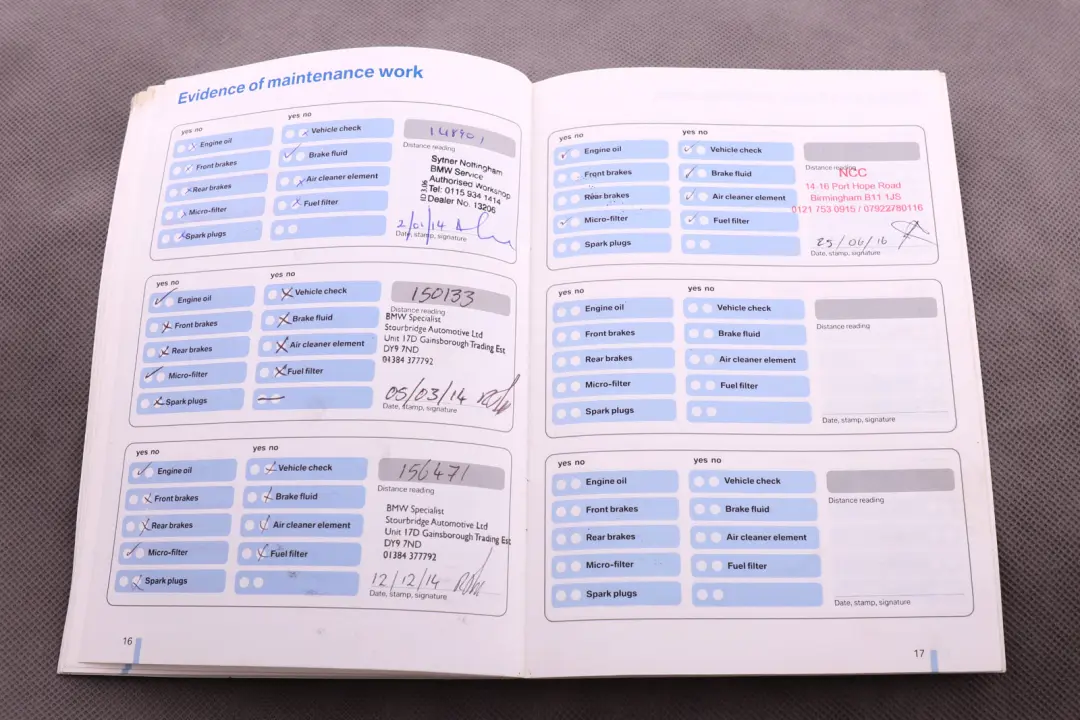 Evidence of maintenance work
yes no
yes no
Engine oil
Vehicle check
Front brakes
Brake fluid
Rear brakes
Air cleaner element
Micro-filter
Fuel filter
Spark plugs
148901
Distance reading
Sytner Nottingham
BMW Service
Authorised Workshop
Tel: 0115 934 1414
Dealer No. 13206
2/01/14
Date, stamp, signature
yes no
yes no
Engine oil
Vehicle check
Front brakes
Brake fluid
Rear brakes
Air cleaner element
Micro-filter
Fuel filter
Spark plugs
150133
Distance reading
BMW Specialist
Stourbridge Automotive Ltd
Unit 17D Gainsborough Trading Est
DY9 7ND
01384 377792
05/03/14
Date, stamp, signature
yes no
yes no
Engine oil
Vehicle check
Front brakes
Brake fluid
Rear brakes
Air cleaner element
Micro-filter
Fuel filter
Spark plugs
156471
Distance reading
BMW Specialist
Stourbridge Automotive Ltd
Unit 17D Gainsborough Trading Est
DY9 7ND
01384 377792
12/12/14
Date, stamp, signature
16
yes no
yes no
Engine oil
Vehicle check
Front brakes
Brake fluid
Rear brakes
Air cleaner element
Micro-filter
Fuel filter
Spark plugs
Distance reading
NCC
14-16 Port Hope Road
Birmingham B11 1JS
0121 753 0915 / 07922780116
25/06/16
Date, stamp, signature
yes no
yes no
Engine oil
Vehicle check
Front brakes
Brake fluid
Rear brakes
Air cleaner element
Micro-filter
Fuel filter
Spark plugs
Distance reading
Date, stamp, signature
yes no
yes no
Engine oil
Vehicle check
Front brakes
Brake fluid
Rear brakes
Air cleaner element
Micro-filter
Fuel filter
Spark plugs
Distance reading
Date, stamp, signature
17